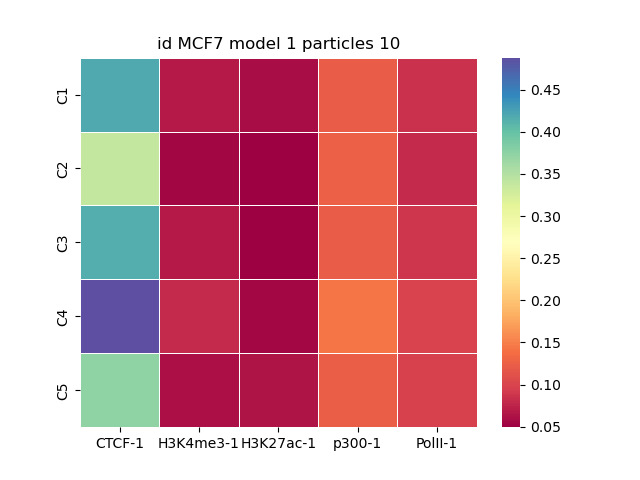 id MCF7 model 1 particles 10
C1
C2
C3
C4
C5
CTCF-1 H3K4me3-1 H3K27ac-1 p300-1 PolII-1
0.45
0.40
0.35
0.30
0.25
0.20
0.15
0.10
0.05